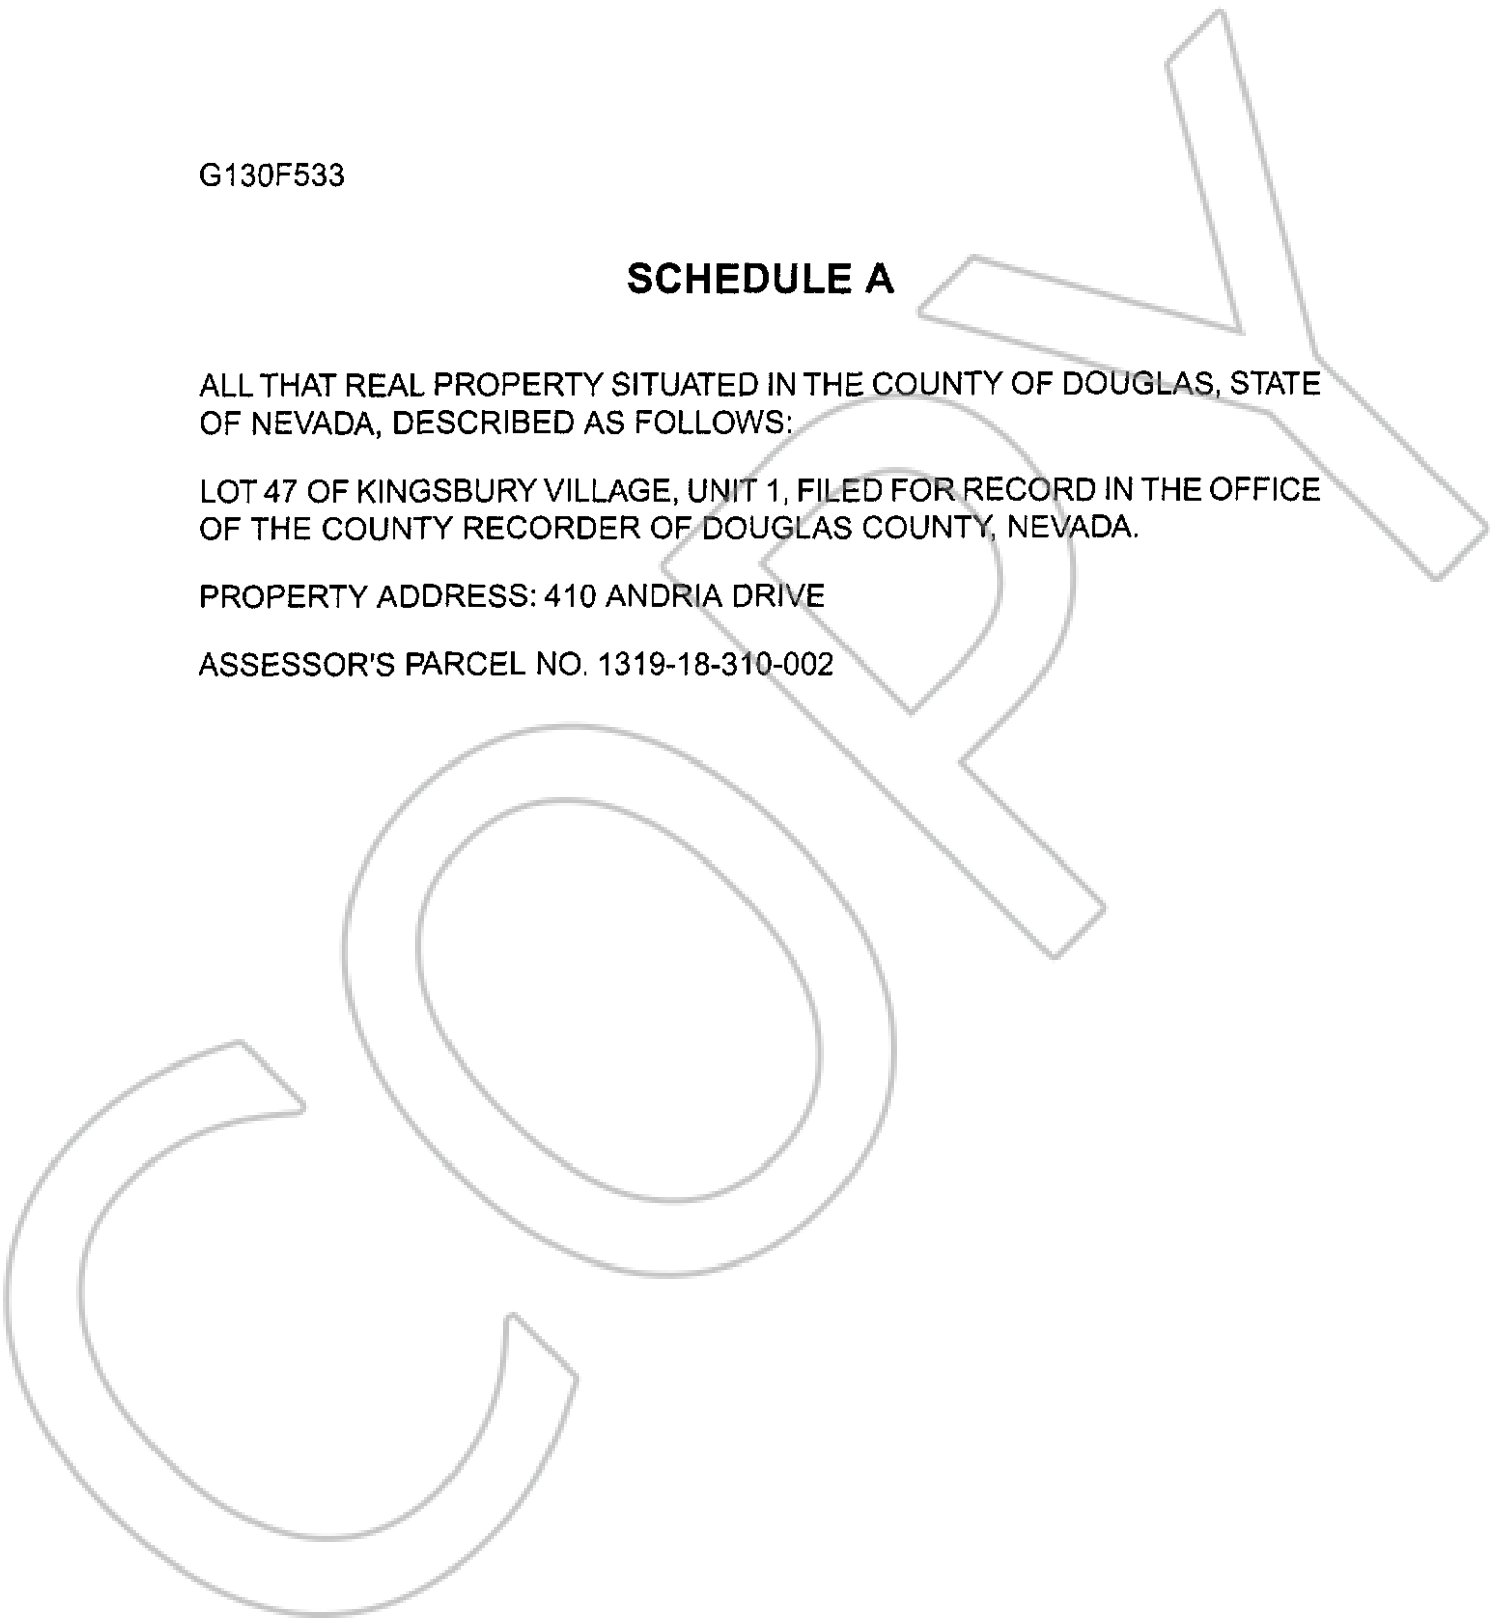 G130F533
SCHEDULE A
ALL THAT REAL PROPERTY SITUATED IN THE COUNTY OF DOUGLAS, STATE
OF NEVADA, DESCRIBED AS FOLLOWS:
LOT 47 OF KINGSBURY VILLAGE, UNIT 1, FILED FOR RECORD IN THE OFFICE
OF THE COUNTY RECORDER OF DOUGLAS COUNTY, NEVADA.
PROPERTY ADDRESS: 410 ANDRIA DRIVE
ASSESSOR'S PARCEL NO. 1319-18-310-002
COPY